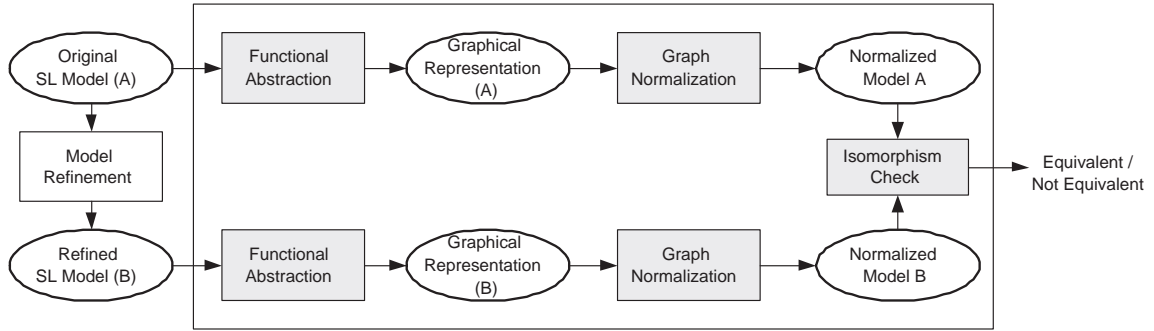 Original
SL Model (A)
Functional
Abstraction
Graphical
Representation
(A)
Graph
Normalization
Normalized
Model A
Model
Refinement
Isomorphism
Check
Equivalent /
Not Equivalent
Refined
SL Model (B)
Functional
Abstraction
Graphical
Representation
(B)
Graph
Normalization
Normalized
Model B